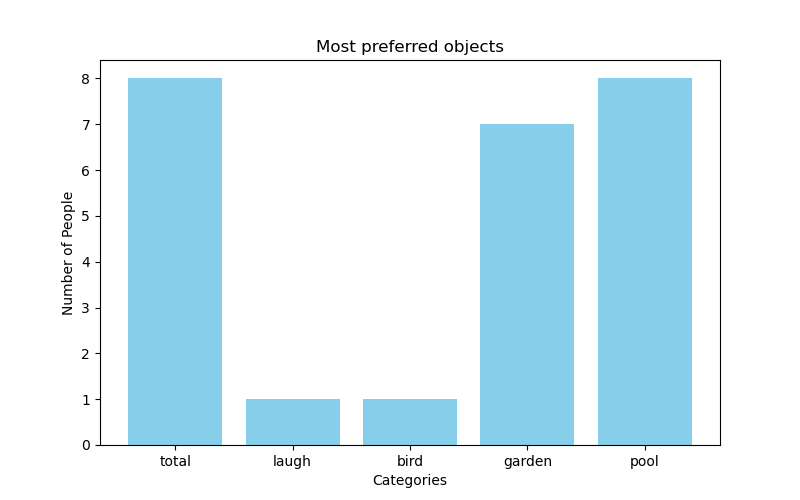 Most preferred objects
8
7
6
5
4
3
2
1
0
Number of People
total laugh bird garden pool
Categories